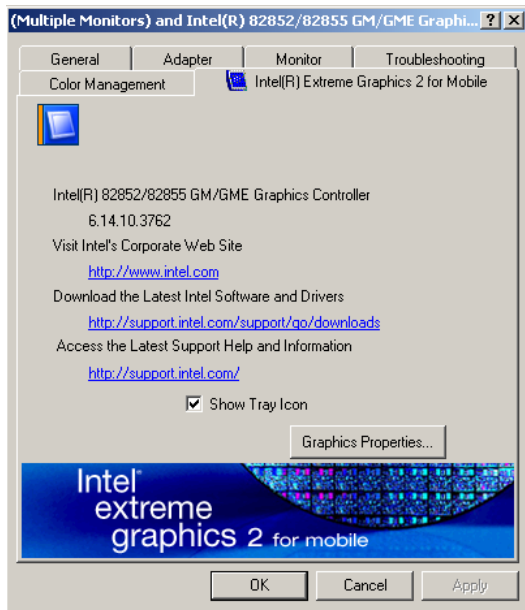 (Multiple Monitors) and Intel(R) 82852/82855 GM/GME Graphi...
General Adapter Monitor Troubleshooting
Color Management Intel(R) Extreme Graphics 2 for Mobile
Intel(R) 82852/82855 GM/GME Graphics Controller
6.14.10.3762
Visit Intel's Corporate Web Site
http://www.intel.com
Download the Latest Intel Software and Drivers
http://support.intel.com/support/go/downloads
Access the Latest Support Help and Information
http://support.intel.com/
Show Tray Icon
Graphics Properties...
Intel®
extreme
graphics 2 for mobile
OK Cancel Apply